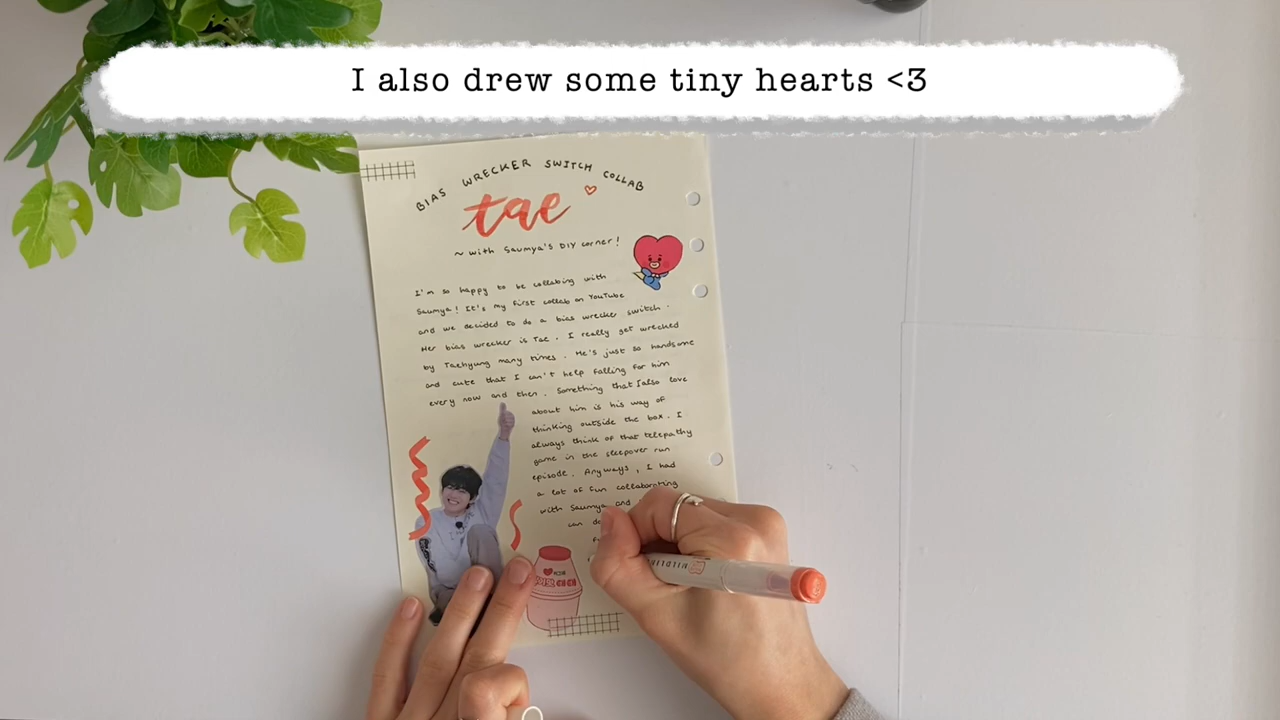 I also drew some tiny hearts <3
BIAS WRECKER SWITCH COLLAB
tae
~ with Saumya's DIY corner!
I'm so happy to be collabing with
Saumya! It's my first collab on YouTube
and we decided to do a bias wrecker switch.
Her bias wrecker is Tae. I really get wrecked
by Taehyung many times. He's just so handsome
and cute that I can't help falling for him
every now and then. Something that I also love
about him is his way of
thinking outside the box. I
always think of that telepathy
game in the sleepover run
episode. Anyways, I had
a lot of fun collaborating
with Saumya and
can do